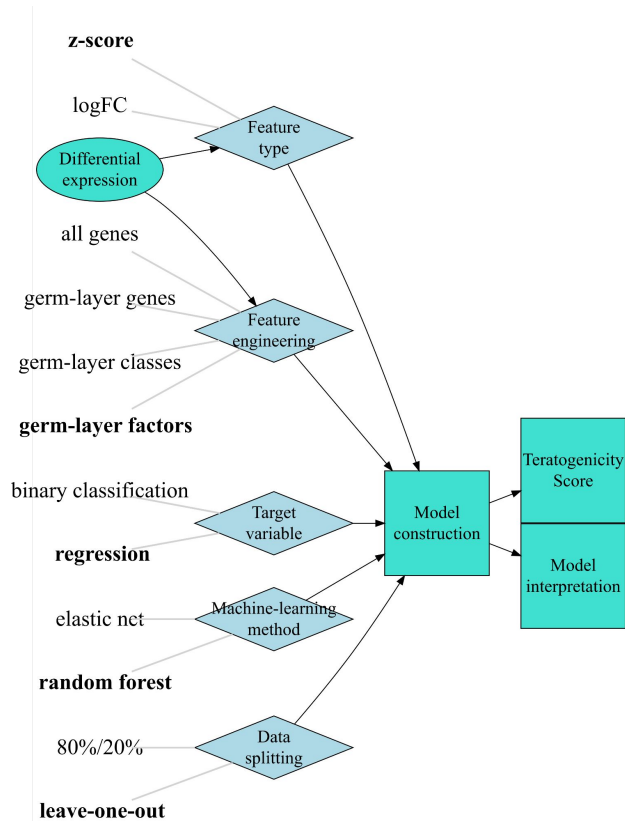 z-score
logFC
Feature
type
Differential
expression
all genes
germ-layer genes
Feature
engineering
germ-layer classes
germ-layer factors
Teratogenicity
Score
binary classification
Target
variable
Model
construction
regression
Model
interpretation
elastic nct
Machine-learning
method
random forest
80%/20%
Data
splitting
leave-one-out